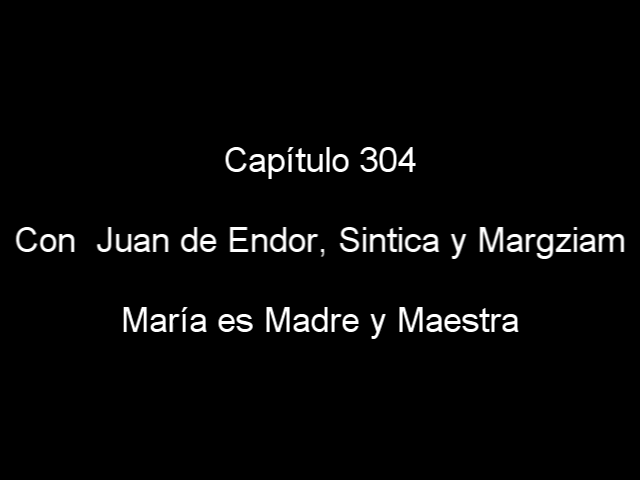 Capítulo 304
Con  Juan de Endor, Sintica y Margziam
María es Madre y Maestra